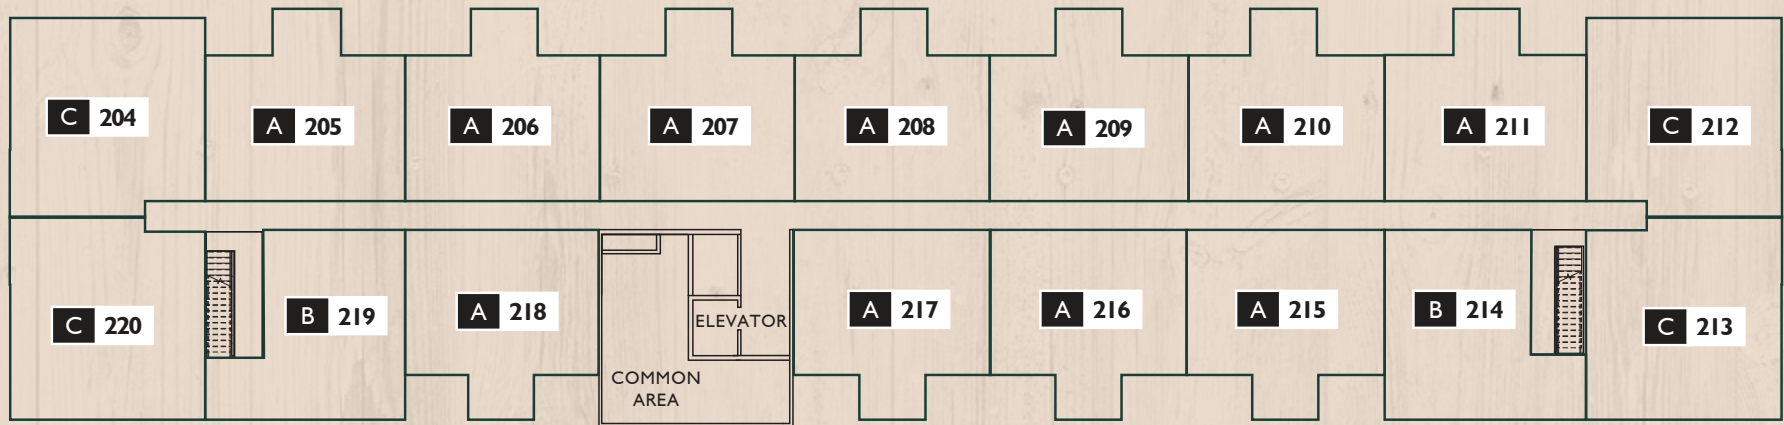 C 204
A 205
A 206
A 207
A 208
A 209
A 210
A 211
C 212
C 220
B 219
A 218
ELEVATOR
COMMON
AREA
A 217
A 216
A 215
B 214
C 213